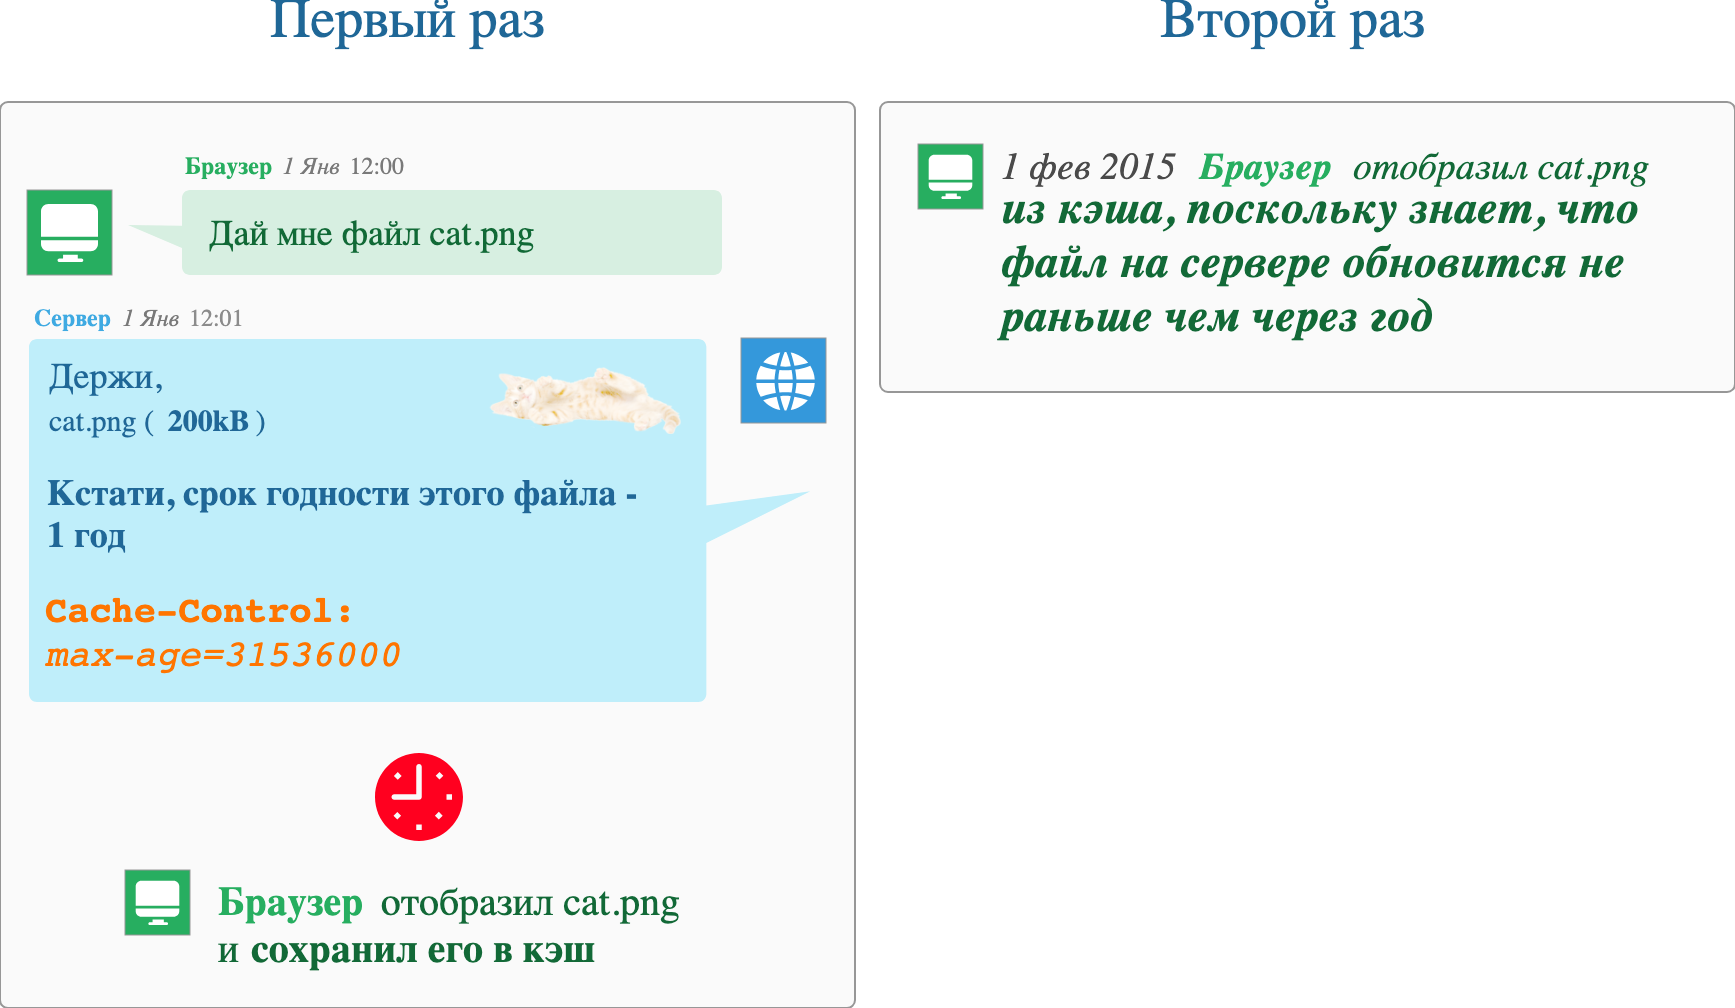 Первый раз
Браузер 1 Янв 12:00
Дай мне файл cat.png
Сервер 1 Янв 12:01
Держи,
cat.png ( 200kB )
Кстати, срок годности этого файла -
1 год
Cache-Control:
max-age=31536000
Браузер отобразил cat.png
и сохранил его в кэш
Второй раз
1 фев 2015 Браузер отобразил cat.png
из кэша, поскольку знает, что
файл на сервере обновится не
раньше чем через год